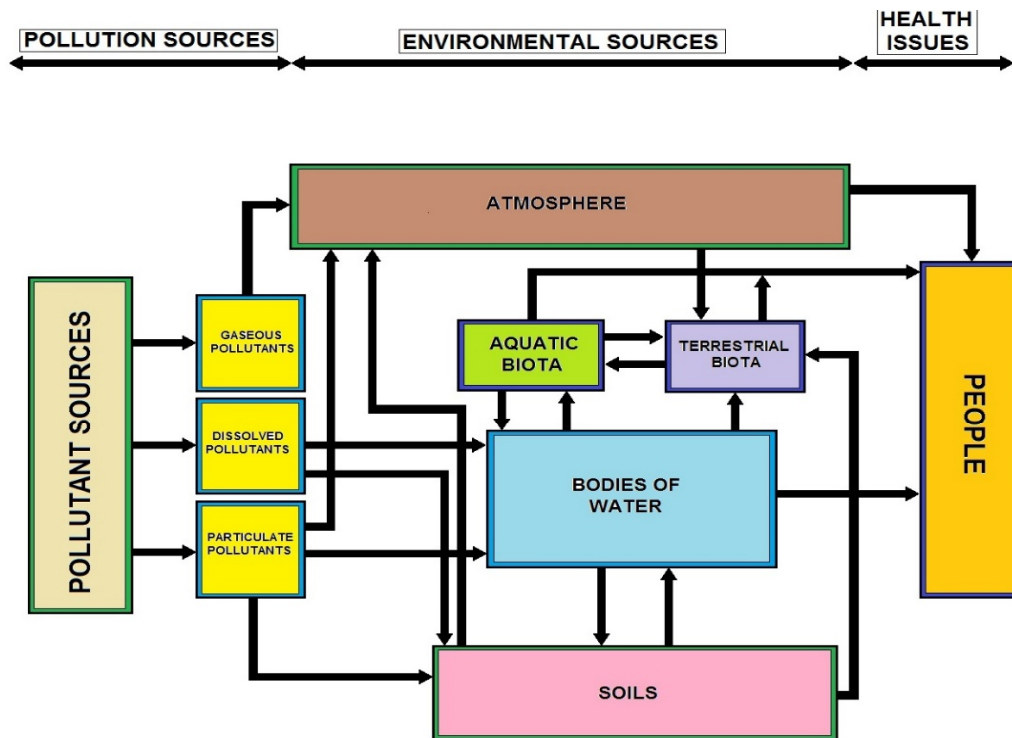 POLLUTION SOURCES
ENVIRONMENTAL SOURCES
HEALTH
ISSUES
ATMOSPHERE
POLLUTANT SOURCES
GASEOUS
POLLUTANTS
DISSOLVED
POLLUTANTS
PARTICULATE
POLLUTANTS
AQUATIC
BIOTA
TERRESTRIAL
BIOTA
BODIES OF
WATER
SOILS
PEOPLE